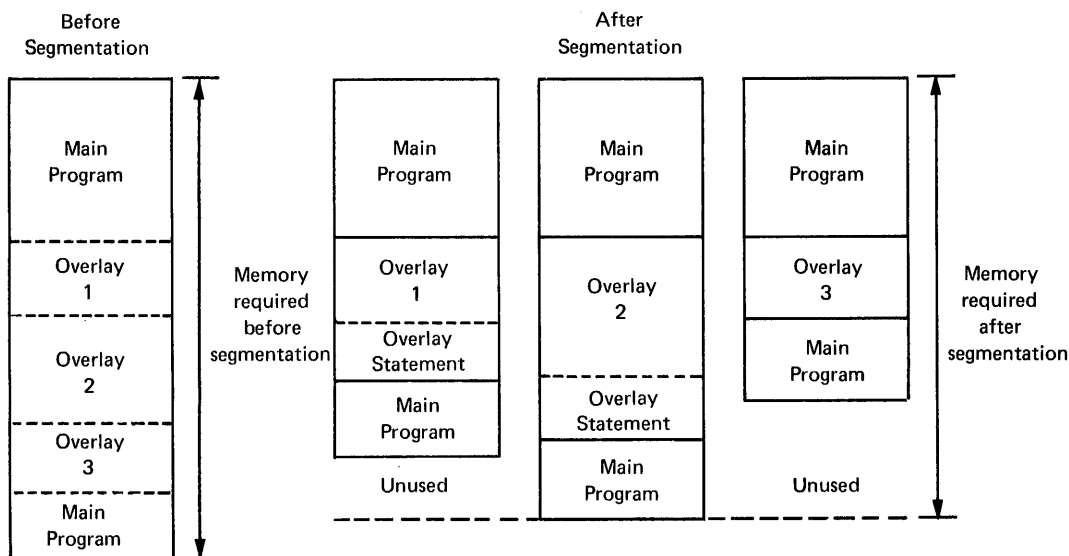 Before
Segmentation
After
Segmentation
Main
Program
Overlay
1
Overlay
2
Overlay
3
Main
Program
Memory
required
before
segmentation
Main
Program
Overlay
1
Overlay
Statement
Main
Program
Unused
Main
Program
Overlay
2
Overlay
Statement
Main
Program
Main
Program
Overlay
3
Main
Program
Unused
Memory
required
after
segmentation